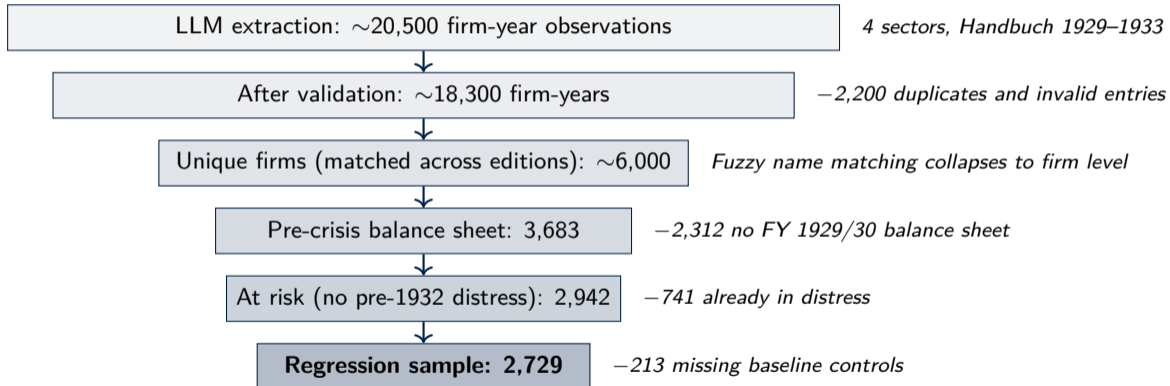 LLM extraction: ∼20,500 firm-year observations
4 sectors, Handbuch 1929–1933
After validation: ∼18,300 firm-years
−2,200 duplicates and invalid entries
Unique firms (matched across editions): ∼6,000
Fuzzy name matching collapses to firm level
Pre-crisis balance sheet: 3,683
−2,312 no FY 1929/30 balance sheet
At risk (no pre-1932 distress): 2,942
−741 already in distress
Regression sample: 2,729
−213 missing baseline controls